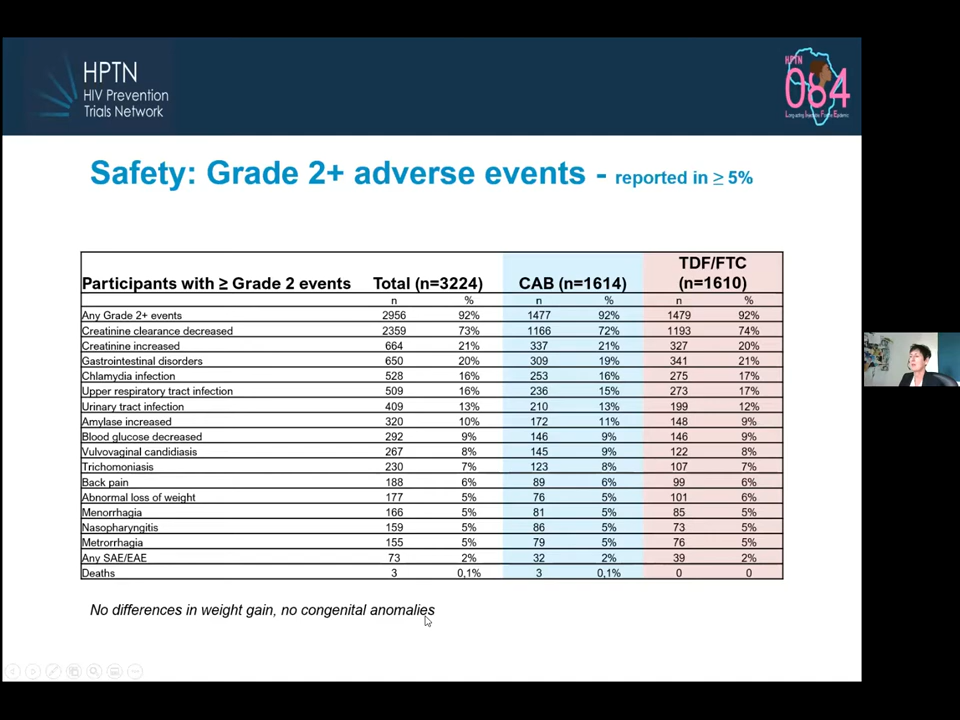 HPTN
HIV Prevention
Trials Network
HPTN
084
Safety: Grade 2+ adverse events - reported in ≥ 5%
Participants with ≥ Grade 2 events Total (n=3224) CAB (n=1614) TDF/FTC (n=1610)
n % n % n %
Any Grade 2+ events 2956 92% 1477 92% 1479 92%
Creatinine clearance decreased 2359 73% 1166 72% 1193 74%
Creatinine increased 664 21% 337 21% 327 20%
Gastrointestinal disorders 650 20% 309 19% 341 21%
Chlamydia infection 528 16% 253 16% 275 17%
Upper respiratory tract infection 509 16% 236 15% 273 17%
Urinary tract infection 409 13% 210 13% 199 12%
Amylase increased 320 10% 172 11% 148 9%
Blood glucose decreased 292 9% 146 9% 146 9%
Vulvovaginal candidiasis 267 8% 145 9% 122 8%
Trichomoniasis 230 7% 123 8% 107 7%
Back pain 188 6% 89 6% 99 6%
Abnormal loss of weight 177 5% 76 5% 101 6%
Menorrhagia 166 5% 81 5% 85 5%
Nasopharyngitis 159 5% 86 5% 73 5%
Metrorrhagia 155 5% 79 5% 76 5%
Any SAE/EAE 73 2% 32 2% 39 2%
Deaths 3 0,1% 3 0,1% 0 0
No differences in weight gain, no congenital anomalies